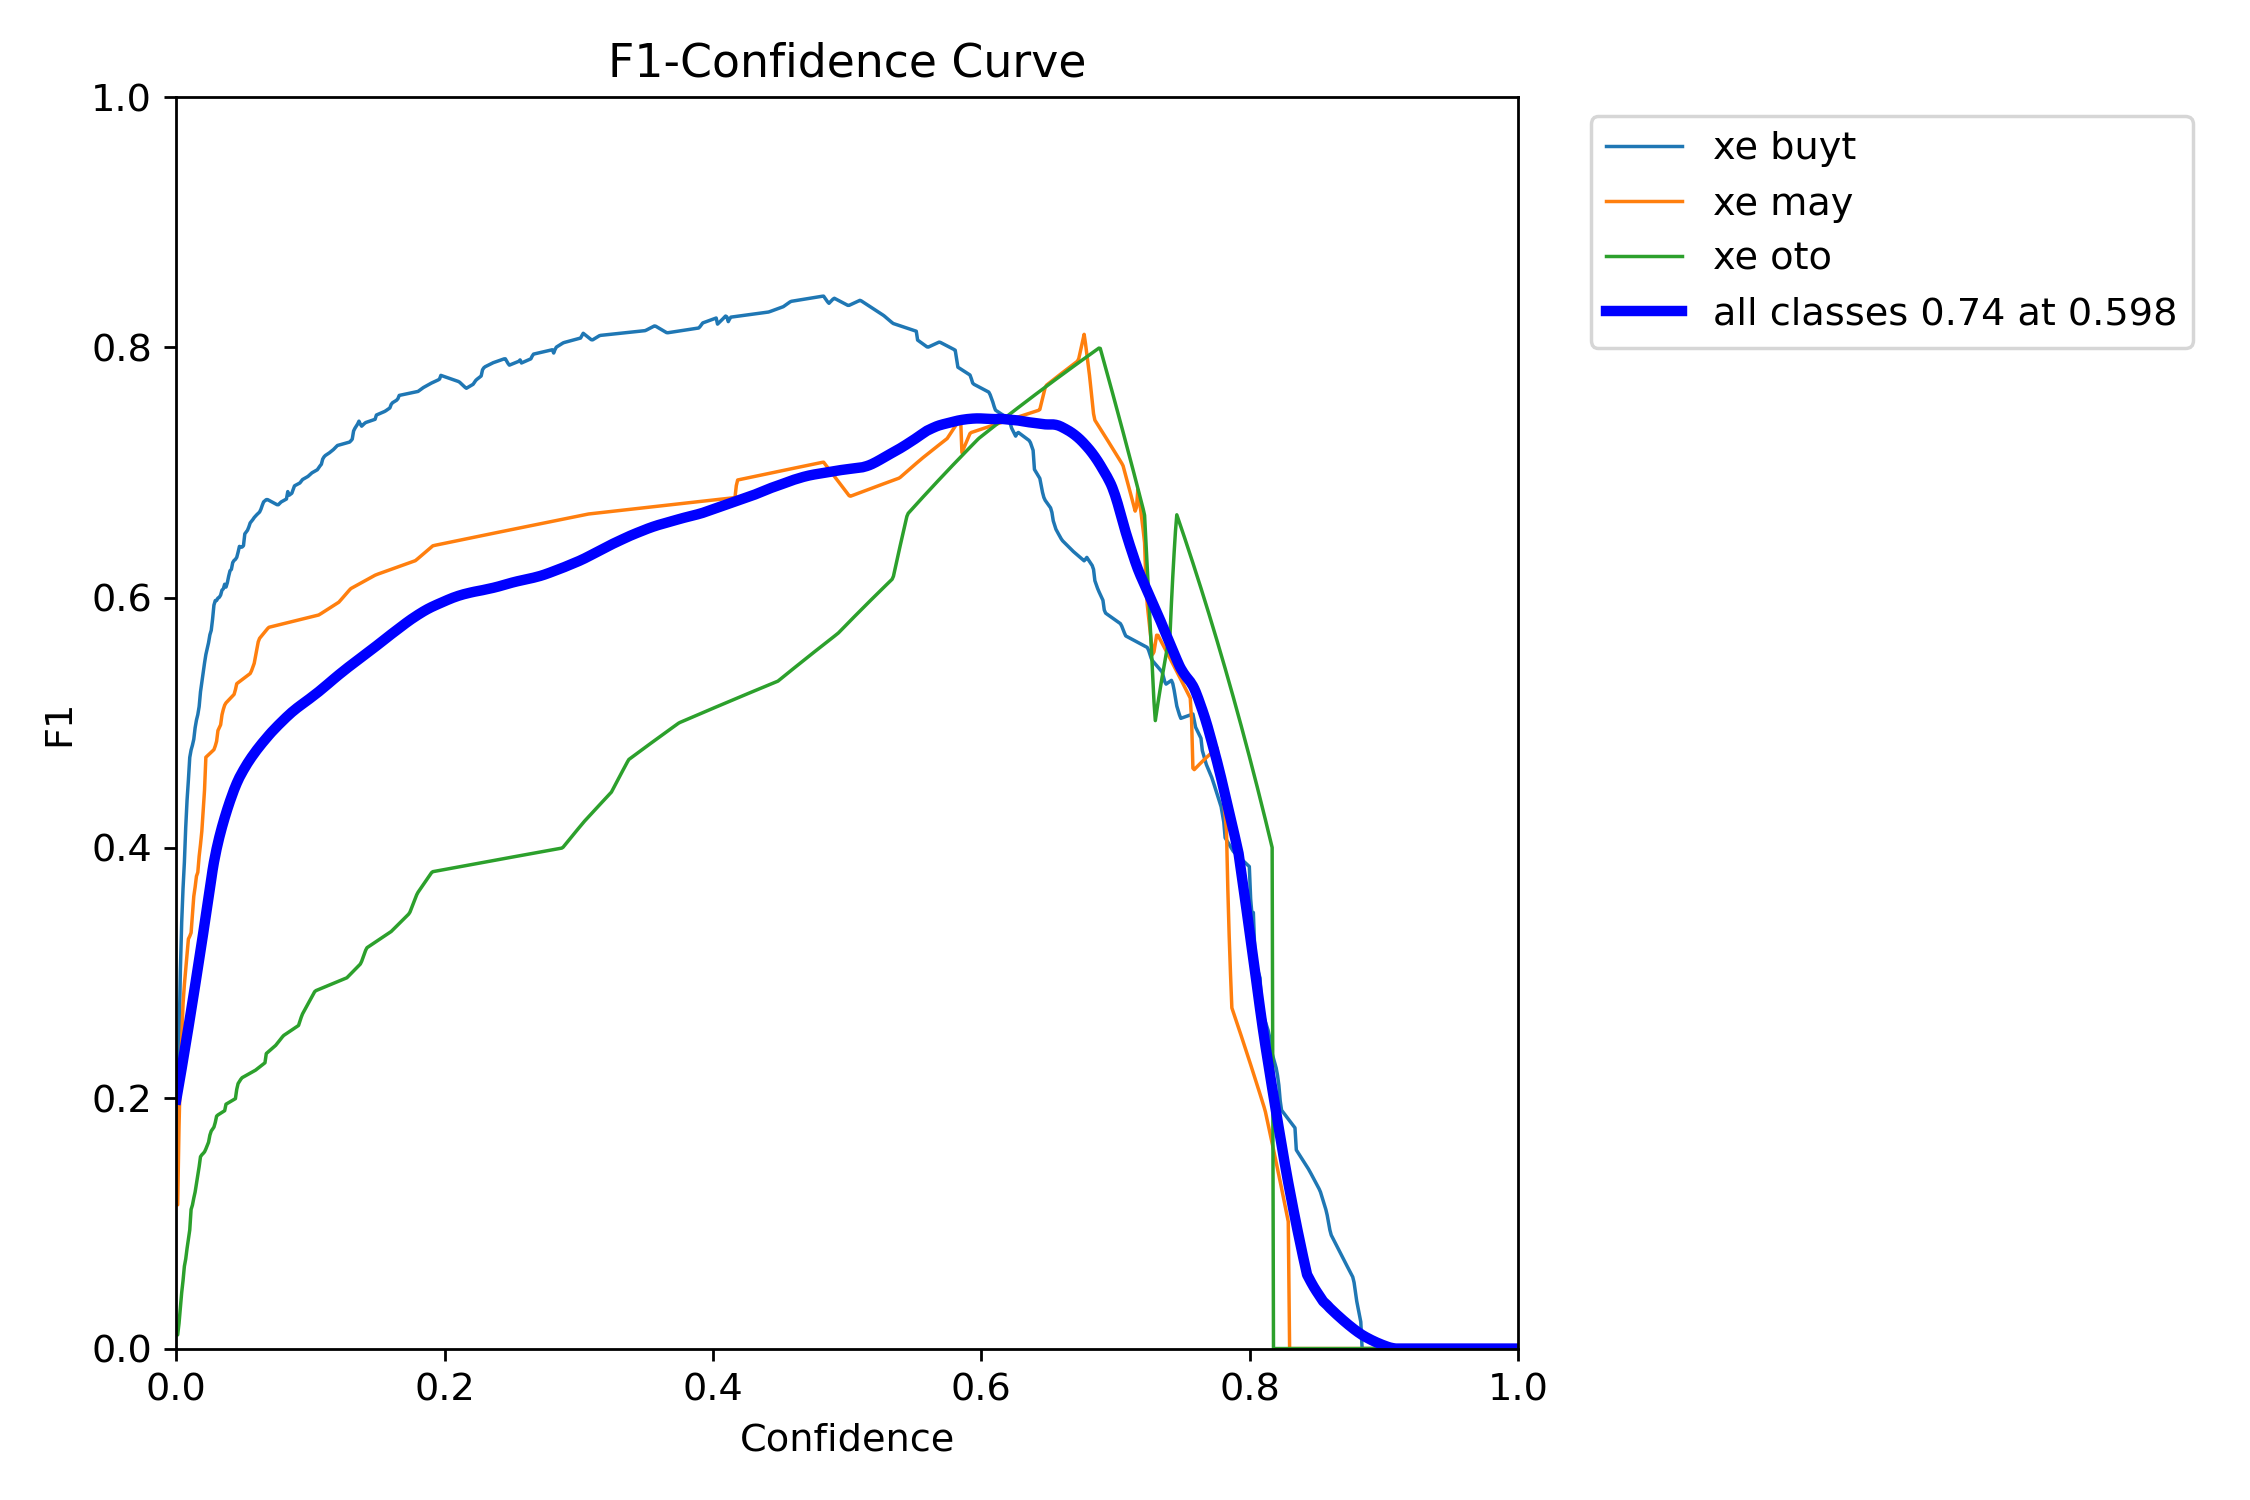 F1-Confidence Curve
1.0
0.8
0.6
0.4
0.2
0.0
F1
0.0 0.2 0.4 0.6 0.8 1.0
Confidence
xe buyt
xe may
xe oto
all classes 0.74 at 0.598